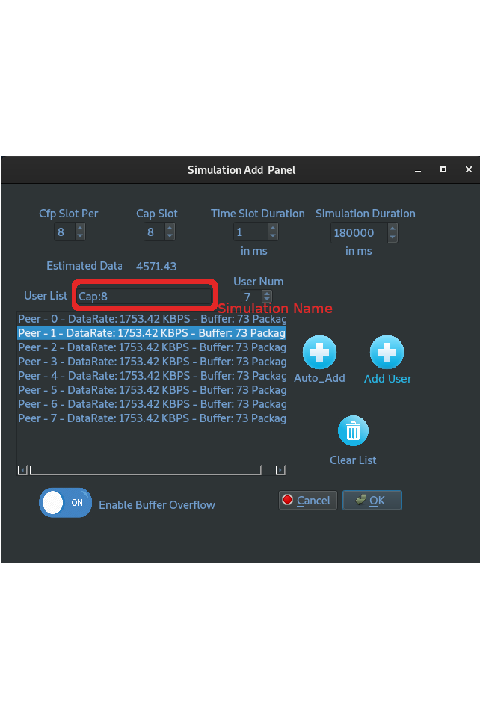 Simulation Add Panel
Cfp Slot Per Cap Slot Time Slot Duration Simulation Duration
8 8 1 180000
in ms in ms
Estimated Data 4571.43
User Num
User List Cap:8 7
Simulation Name
Peer - 0 - DataRate: 1753.42 KBPS - Buffer: 73 Packag
Peer - 1 - DataRate: 1753.42 KBPS - Buffer: 73 Packag
Peer - 2 - DataRate: 1753.42 KBPS - Buffer: 73 Packag
Peer - 3 - DataRate: 1753.42 KBPS - Buffer: 73 Packag
Peer - 4 - DataRate: 1753.42 KBPS - Buffer: 73 Packag
Peer - 5 - DataRate: 1753.42 KBPS - Buffer: 73 Packag
Peer - 6 - DataRate: 1753.42 KBPS - Buffer: 73 Packag
Peer - 7 - DataRate: 1753.42 KBPS - Buffer: 73 Packag
Auto_Add Add User
Clear List
ON Enable Buffer Overflow
Cancel OK